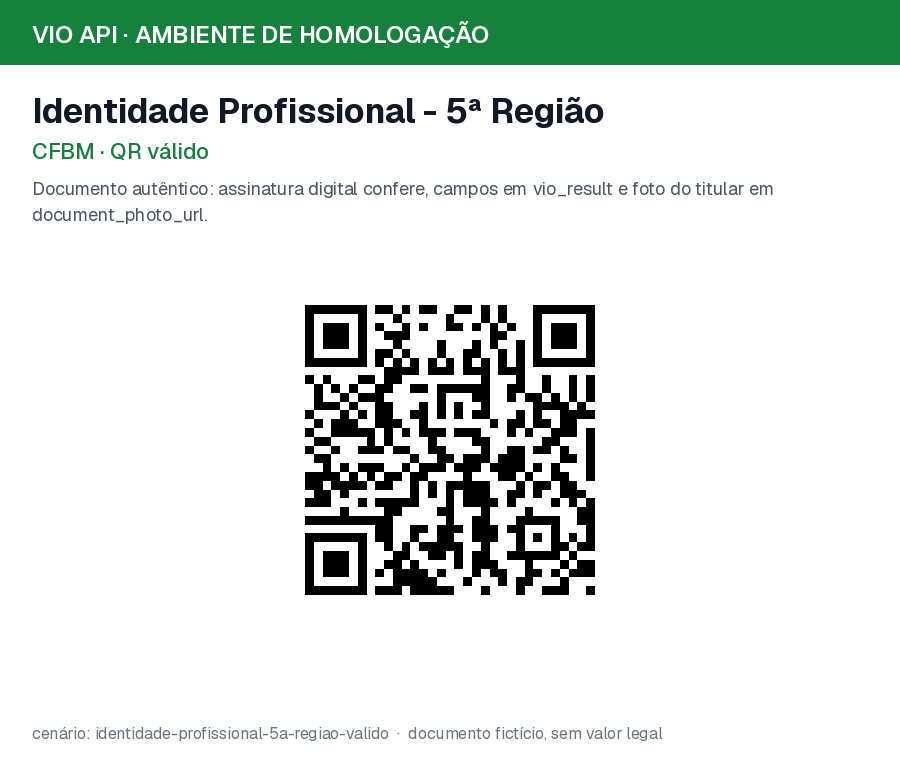 VIO API · AMBIENTE DE HOMOLOGAÇÃO
Identidade Profissional - 5ª Região
CFBM · QR válido
Documento autêntico: assinatura digital confere, campos em vio_result e foto do titular em
document_photo_url.
cenário: identidade-profissional-5a-regiao-valido · documento fictício, sem valor legal